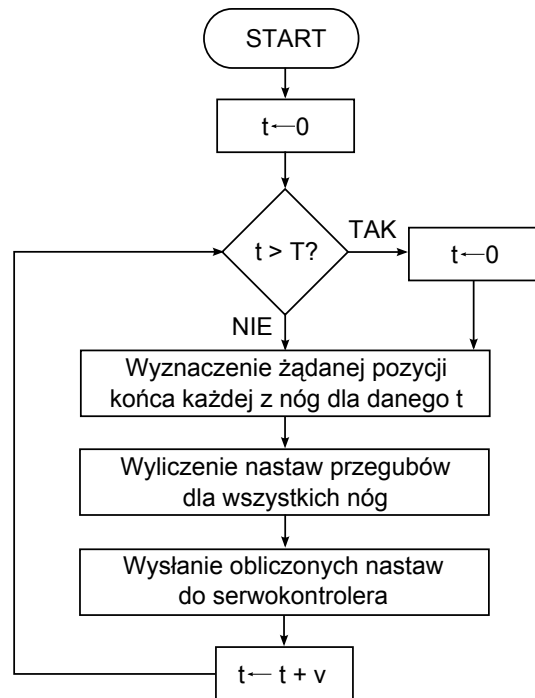 START
t←0
t > T?
TAK
t←0
NIE
Wyznaczenie żądanej pozycji
końca każdej z nóg dla danego t
Wyliczenie nastaw przegubów
dla wszystkich nóg
Wysłanie obliczonych nastaw
do serwokontrolera
t← t + v